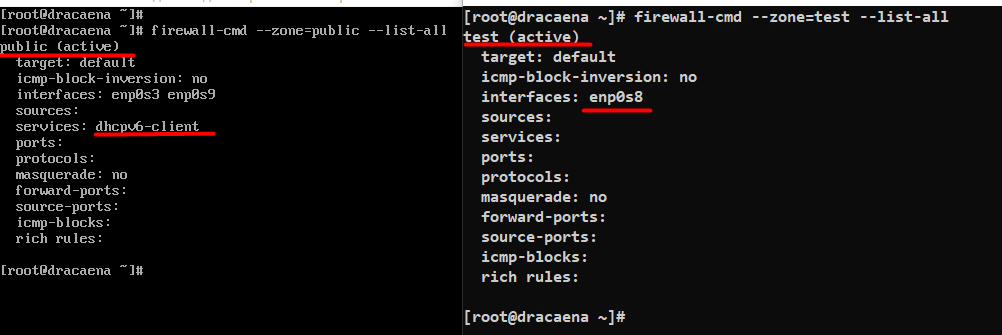 [root@dracaena ~]#
[root@dracaena ~]# firewall-cmd --zone=public --list-all
public (active)
  target: default
  icmp-block-inversion: no
  interfaces: enp0s3 enp0s9
  sources:
  services: dhcpv6-client
  ports:
  protocols:
  masquerade: no
  forward-ports:
  source-ports:
  icmp-blocks:
  rich rules:
[root@dracaena ~]#
[root@dracaena ~]# firewall-cmd --zone=test --list-all
test (active)
  target: default
  icmp-block-inversion: no
  interfaces: enp0s8
  sources:
  services:
  ports:
  protocols:
  masquerade: no
  forward-ports:
  source-ports:
  icmp-blocks:
  rich rules:
[root@dracaena ~]#